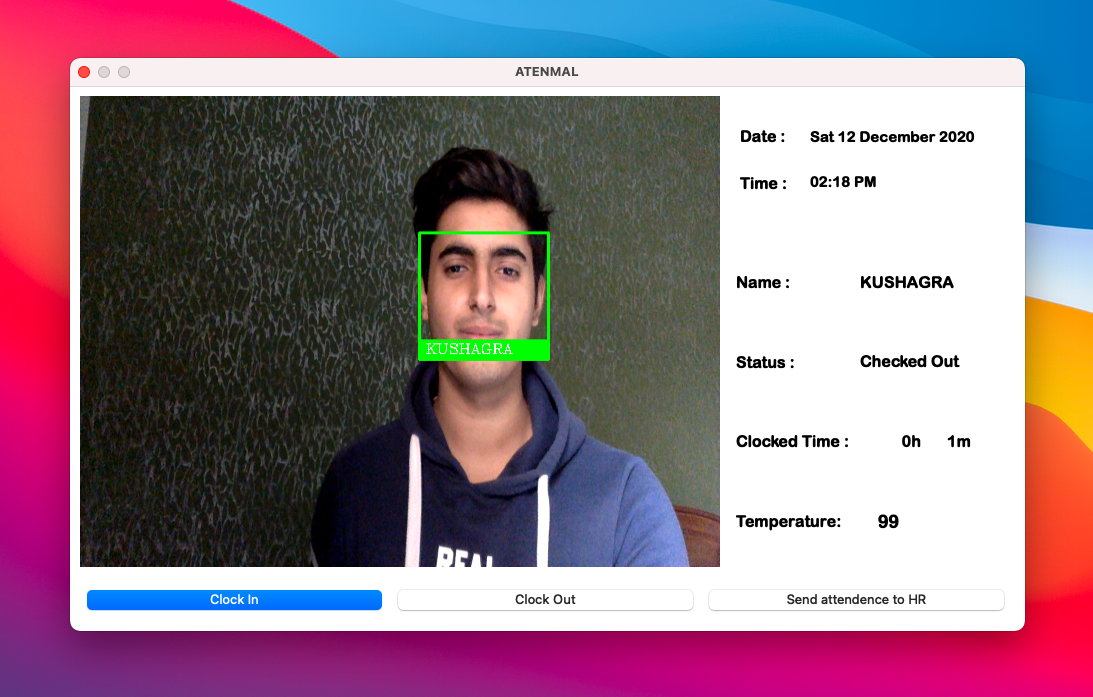 ATENMAL
Date : Sat 12 December 2020
Time : 02:18 PM
Name : KUSHAGRA
Status : Checked Out
Clocked Time : 0h 1m
Temperature: 99
KUSHAGRA
REAL
Clock In
Clock Out
Send attendence to HR